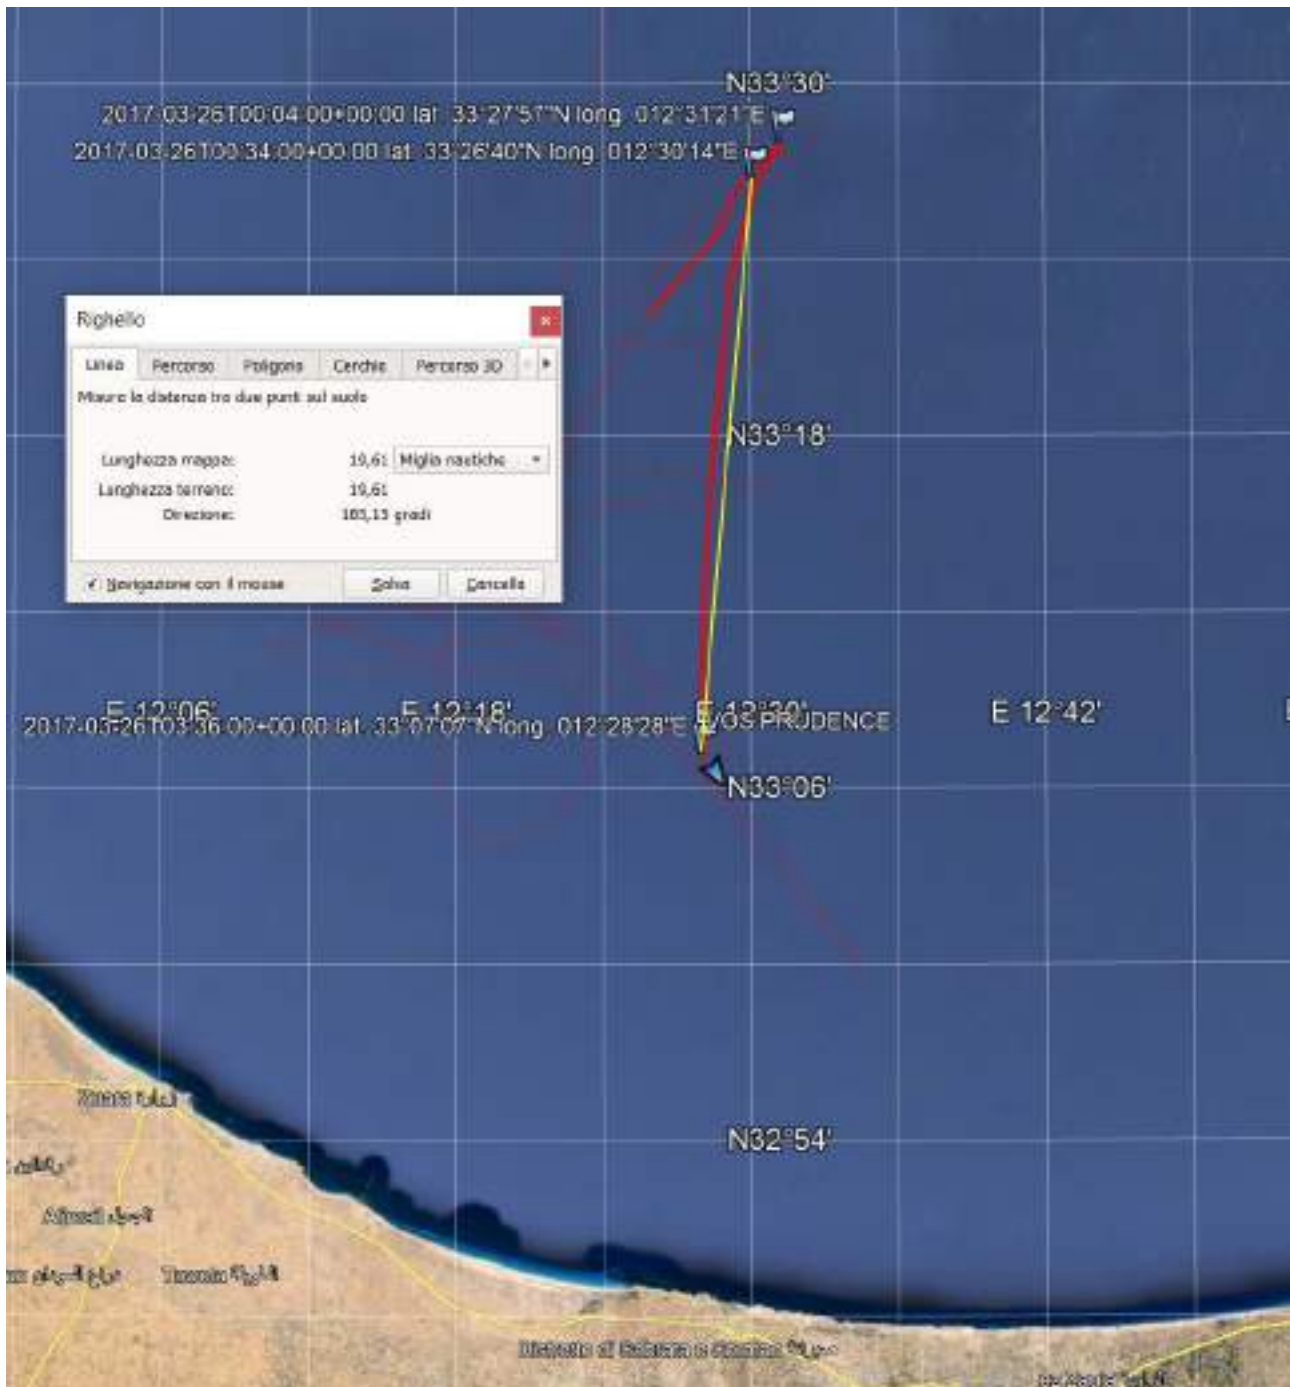 N33°30'
2017-03-26T00:04:00+00:00 lat. 33°27'57"N long. 012°31'21"E
2017-03-26T00:34:00+00:00 lat. 33°26'40"N long. 012°30'14"E
Righello
Linea Percorso Poligono Cerchio Percorso 3D
Misura la distanza tra due punti sul suolo
N33°18'
Lunghezza mappa: 19,61 Miglia nautiche
Lunghezza terreno: 19,61
Direzione: gradi
Navigazione con il mouse Salva Cancella
E 12°06' E 12°18' E 12°30' E 12°42'
2017-03-26T03:36:00+00:00 lat. 33°07'07"N long. 012°28'28"E VOS PRUDENCE
N33°06'
Zuara زوارة
N32°54'